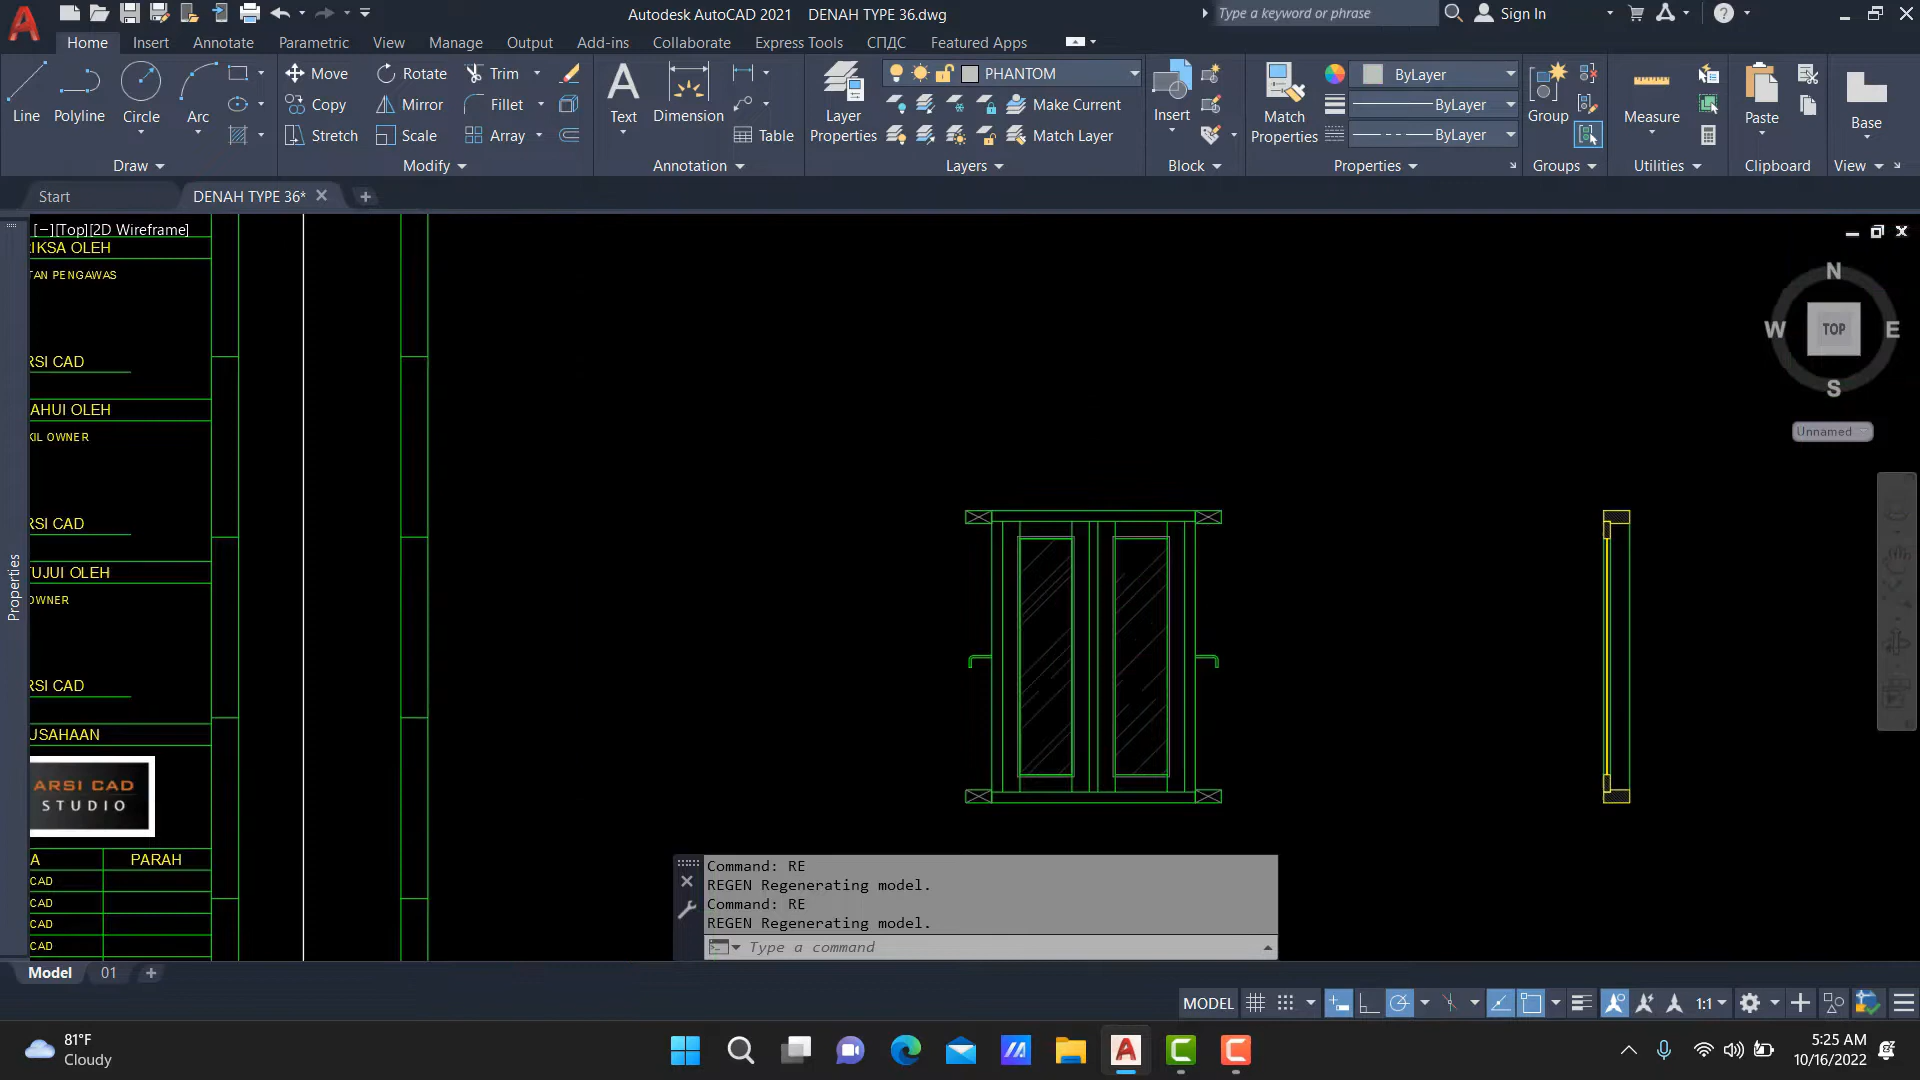 Autodesk AutoCAD 2021 DENAH TYPE 36.dwg
Type a keyword or phrase
Sign In
Home Insert Annotate Parametric View Manage Output Add-ins Collaborate Express Tools СПДС Featured Apps
Line Polyline Circle Arc
Move Rotate Trim
Copy Mirror Fillet
Stretch Scale Array
Text Dimension Table
Layer Properties
PHANTOM
Make Current
Match Layer
Insert
Match Properties
ByLayer
ByLayer
ByLayer
Group
Measure
Paste
Base
Draw Modify Annotation Layers Block Properties Groups Utilities Clipboard View
Start DENAH TYPE 36*
[−][Top][2D Wireframe]
RIKSA OLEH
TAN PENGAWAS
RSI CAD
AHUI OLEH
KIL OWNER
RSI CAD
TUJUI OLEH
OWNER
RSI CAD
USAHAAN
ARSI CAD
STUDIO
A PARAH
CAD
CAD
CAD
CAD
Properties
N
W TOP E
S
Unnamed
Command: RE
REGEN Regenerating model.
Command: RE
REGEN Regenerating model.
Type a command
Model 01
MODEL 1:1
81°F
Cloudy
5:25 AM
10/16/2022